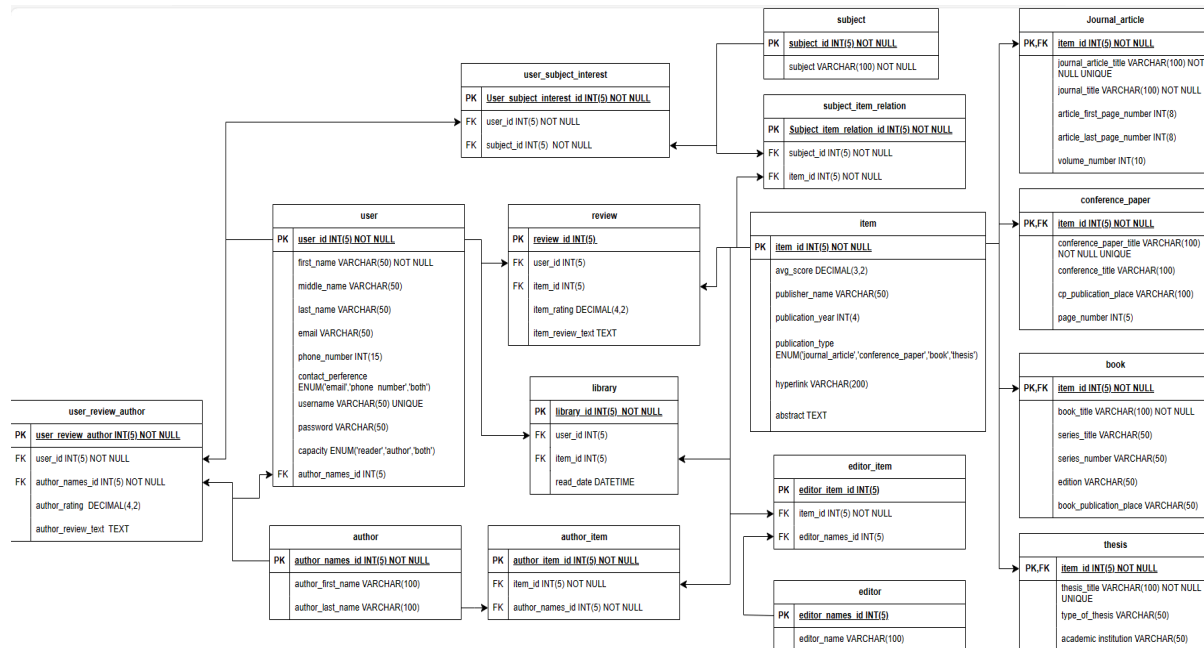 subject
PK subject_id INT(5) NOT NULL
subject VARCHAR(100) NOT NULL
Journal_article
PK,FK item_id INT(5) NOT NULL
journal_article_title VARCHAR(100) NOT
NULL UNIQUE
journal_title VARCHAR(100) NOT NULL
article_first_page_number INT(8)
article_last_page_number INT(8)
volume_number INT(10)
user_subject_interest
PK User_subject_interest_id INT(5) NOT NULL
FK user_id INT(5) NOT NULL
FK subject_id INT(5) NOT NULL
subject_item_relation
PK Subject_item_relation_id INT(5) NOT NULL
FK subject_id INT(5) NOT NULL
FK item_id INT(5) NOT NULL
conference_paper
PK,FK item_id INT(5) NOT NULL
conference_paper_title VARCHAR(100)
NOT NULL UNIQUE
conference_title VARCHAR(100)
cp_publication_place VARCHAR(100)
page_number INT(5)
user
PK user_id INT(5) NOT NULL
first_name VARCHAR(50) NOT NULL
middle_name VARCHAR(50)
last_name VARCHAR(50)
email VARCHAR(50)
phone_number INT(15)
contact_perference
ENUM('email','phone_number','both')
username VARCHAR(50) UNIQUE
password VARCHAR(50)
capacity ENUM('reader','author','both')
FK author_names_id INT(5)
review
PK review_id INT(5)
FK user_id INT(5)
FK item_id INT(5)
item_rating DECIMAL(4,2)
item_review_text TEXT
item
PK item_id INT(5) NOT NULL
avg_score DECIMAL(3,2)
publisher_name VARCHAR(50)
publication_year INT(4)
publication_type
ENUM('journal_article','conference_paper','book','thesis')
hyperlink VARCHAR(200)
abstract TEXT
book
PK,FK item_id INT(5) NOT NULL
book_title VARCHAR(100) NOT NULL
series_title VARCHAR(50)
series_number VARCHAR(50)
edition VARCHAR(50)
book_publication_place VARCHAR(50)
library
PK library_id INT(5) NOT NULL
FK user_id INT(5)
FK item_id INT(5)
read_date DATETIME
user_review_author
PK user_review_author INT(5) NOT NULL
FK user_id INT(5) NOT NULL
FK author_names_id INT(5) NOT NULL
author_rating DECIMAL(4,2)
author_review_text TEXT
editor_item
PK editor_item_id INT(5)
FK item_id INT(5) NOT NULL
FK editor_names_id INT(5)
author
PK author_names_id INT(5) NOT NULL
author_first_name VARCHAR(100)
author_last_name VARCHAR(100)
author_item
PK author_item_id INT(5) NOT NULL
FK item_id INT(5) NOT NULL
FK author_names_id INT(5) NOT NULL
thesis
PK,FK item_id INT(5) NOT NULL
thesis_title VARCHAR(100) NOT NULL
UNIQUE
type_of_thesis VARCHAR(50)
academic institution VARCHAR(50)
editor
PK editor_names_id INT(5)
editor_name VARCHAR(100)